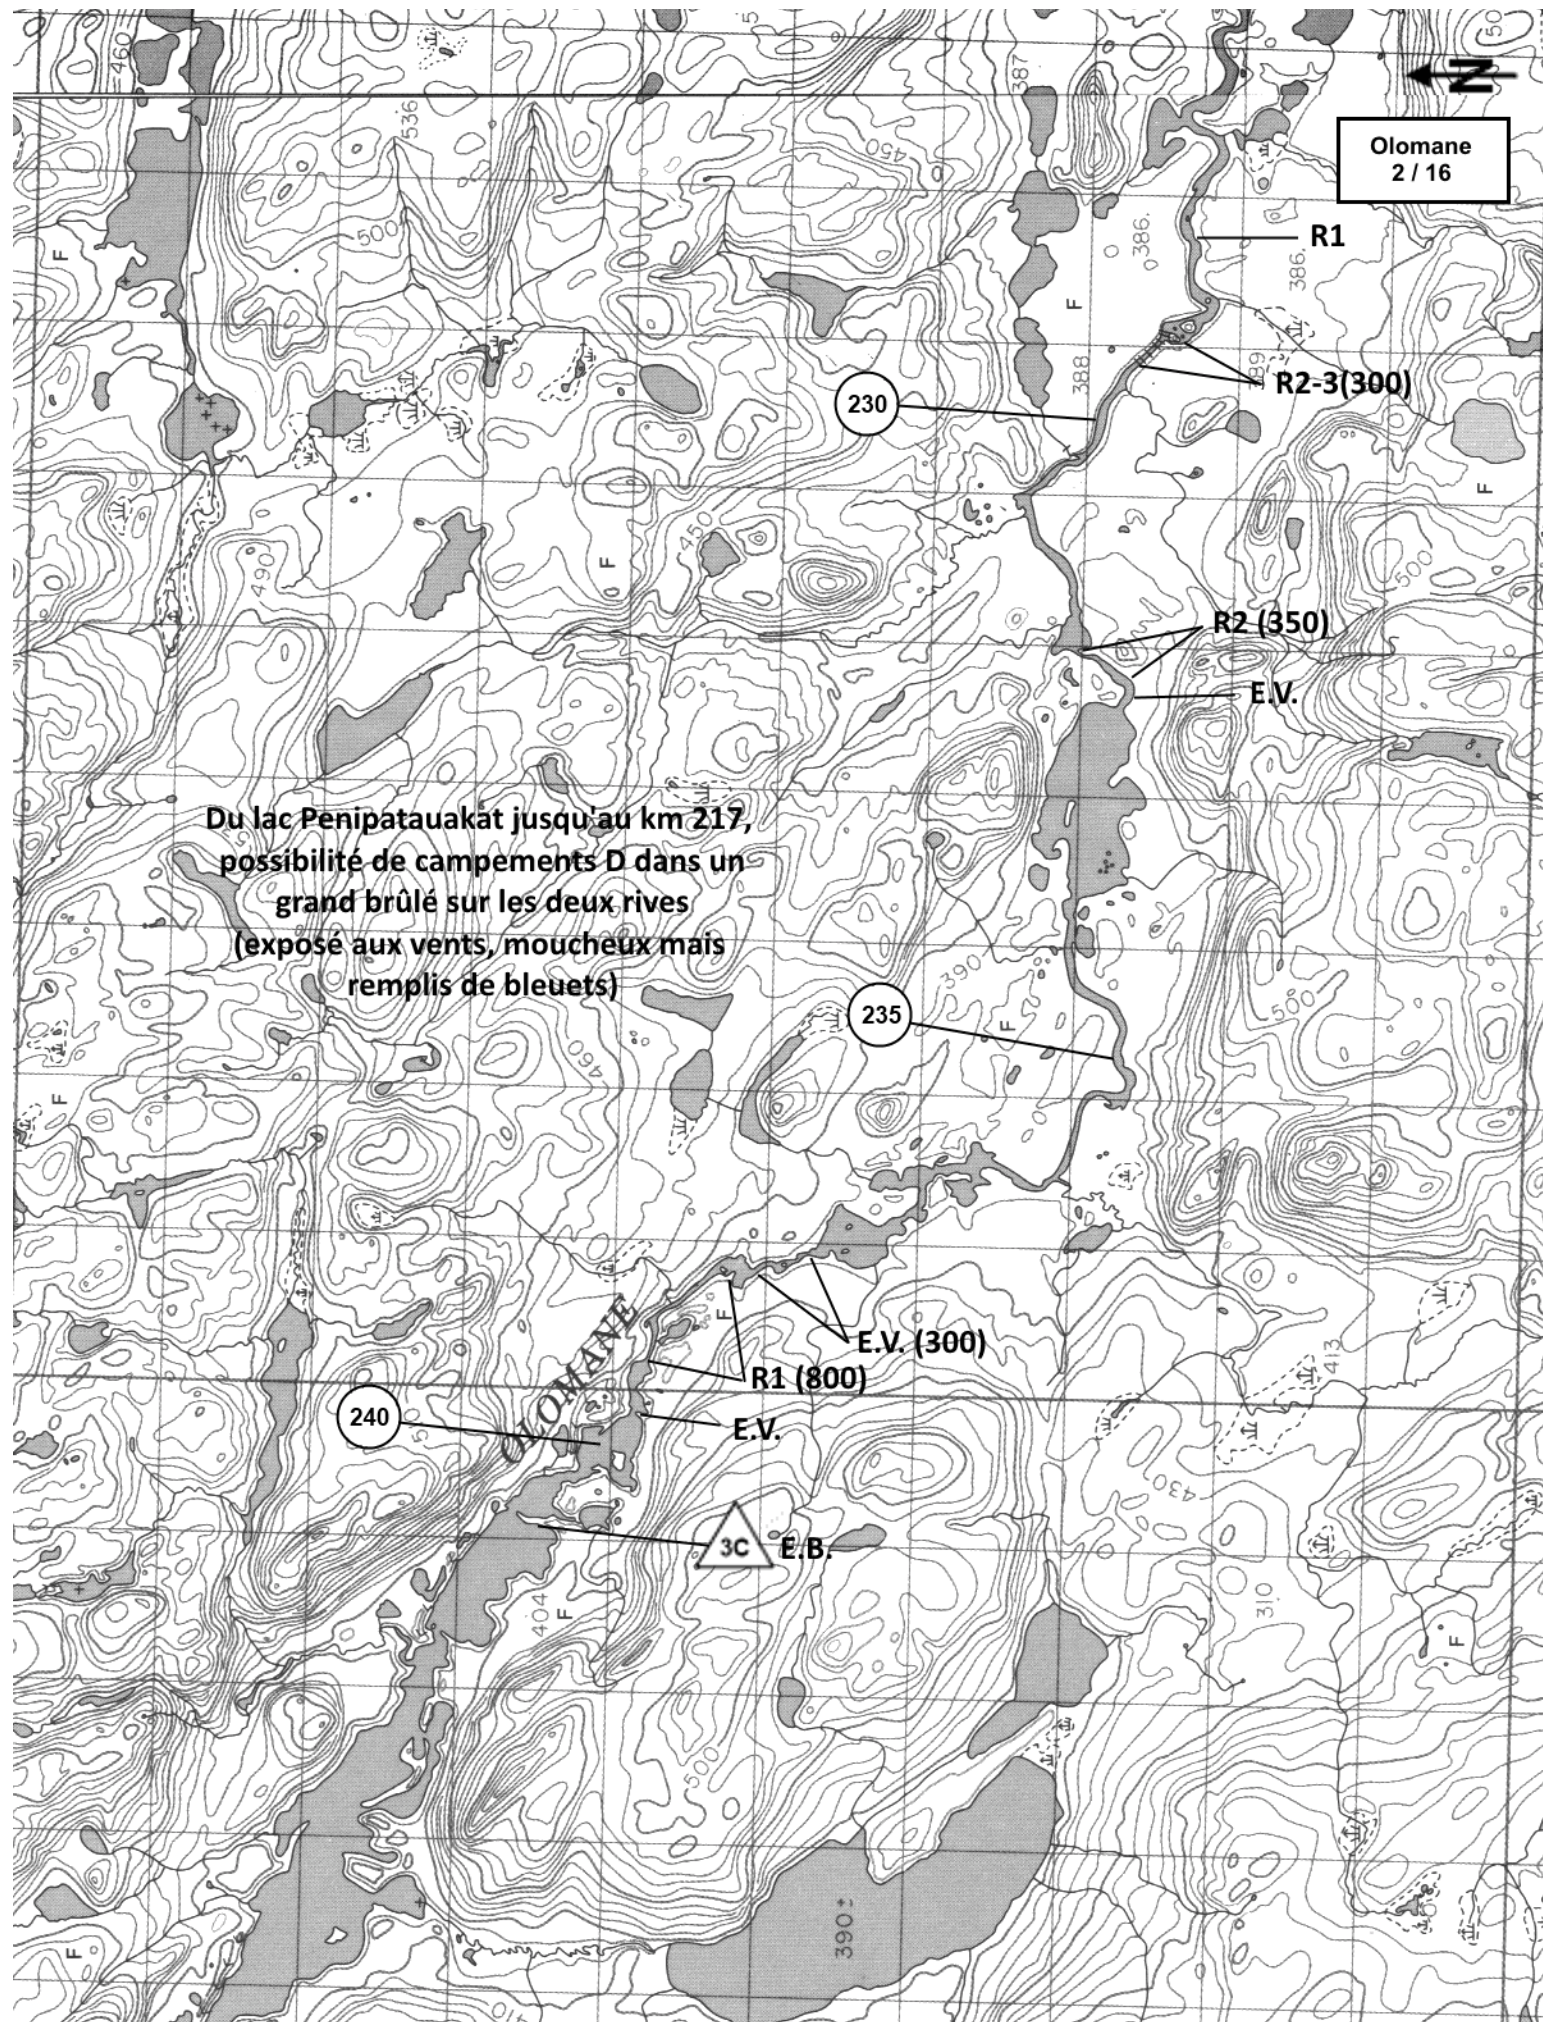 460
536
387
50
N
Olomane
2 / 16
450
F
500
386.
R1
386.
F
388
389
R2-3(300)
230
F
490
F
450
500
R2 (350)
E.V.
Du lac Penipatauakat jusqu'au km 217,
possibilité de campements D dans un
grand brûlé sur les deux rives
(exposé aux vents, moucheux mais
remplis de bleuets)
390
500
235
F
460
F
OLOMANE
F
E.V. (300)
R1 (800)
413
240
E.V.
430
3C
E.B.
404
F
310
F
500
390±
F